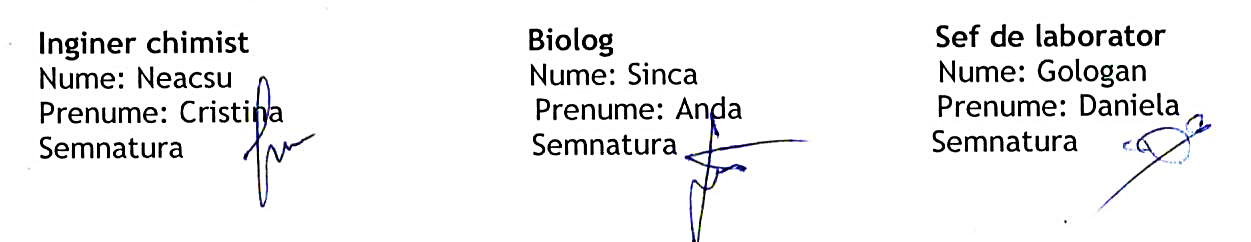 Inginer chimist
Nume: Neacsu
Prenume: Cristina
Semnatura
Biolog
Nume: Sinca
Prenume: Anda
Semnatura
Sef de laborator
Nume: Gologan
Prenume: Daniela
Semnatura